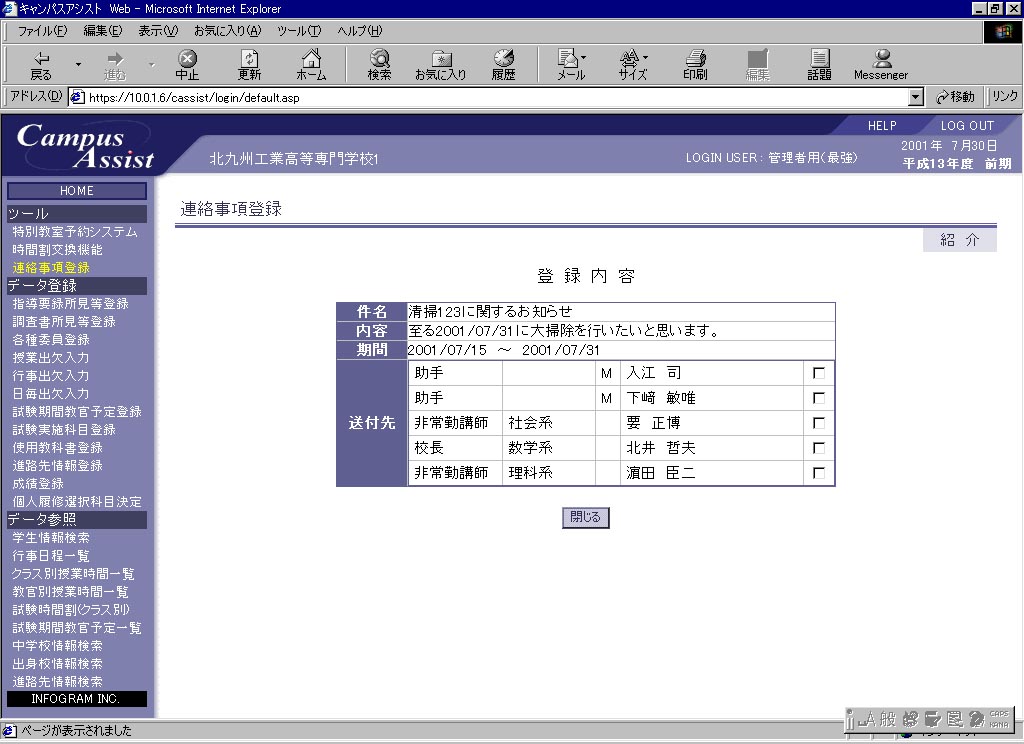 キャンパスアシスト Web - Microsoft Internet Explorer
ファイル(F) 編集(E) 表示(V) お気に入り(A) ツール(T) ヘルプ(H)
戻る 進む 中止 更新 ホーム 検索 お気に入り 履歴 メール サイズ 印刷 編集 話題 Messenger
アドレス(D) https://10.0.1.6/cassist/login/default.asp 移動 リンク
Campus Assist
HELP LOG OUT
北九州工業高等専門学校1
LOGIN USER : 管理者用(最強)
2001年 7月30日
平成13年度 前期
HOME
ツール
特別教室予約システム
時間割交換機能
連絡事項登録
データ登録
指導要録所見等登録
調査書所見等登録
各種委員登録
授業出欠入力
行事出欠入力
日毎出欠入力
試験期間教官予定登録
試験実施科目登録
使用教科書登録
進路先情報登録
成績登録
個人履修選択科目決定
データ参照
学生情報検索
行事日程一覧
クラス別授業時間一覧
教官別授業時間一覧
試験時間割(クラス別)
試験期間教官予定一覧
中学校情報検索
出身校情報検索
進路先情報検索
INFOGRAM INC.
連絡事項登録
紹 介
登 録 内 容
件名 清掃123に関するお知らせ
内容 至る2001/07/31に大掃除を行いたいと思います。
期間 2001/07/15 ～ 2001/07/31
送付先
助手 M 入江 司
助手 M 下﨑 敏唯
非常勤講師 社会系 要 正博
校長 数学系 北井 哲夫
非常勤講師 理科系 濵田 臣二
閉じる
ページが表示されました
A 般
CAPS
KANA